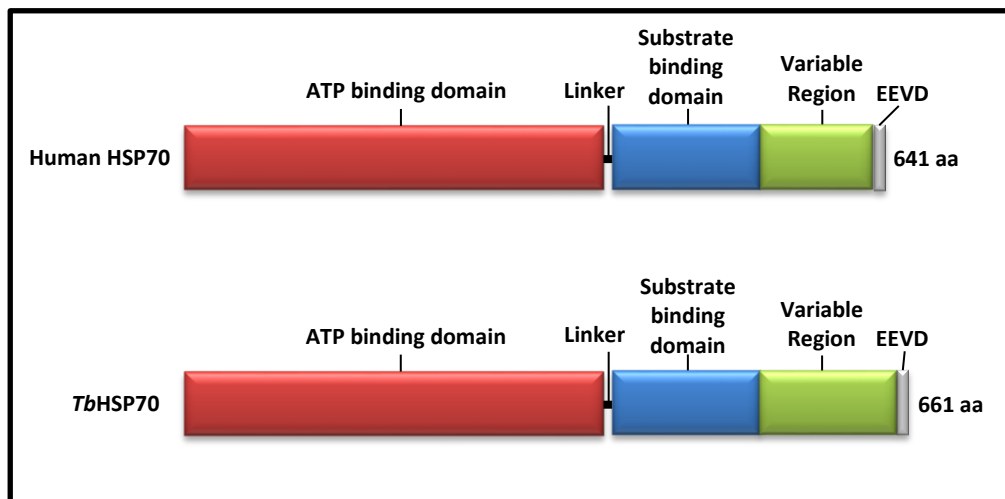 Substrate
binding
domain
Variable
Region
ATP binding domain
Linker
EEVD
Human HSP70
641 aa
Substrate
binding
domain
Variable
Region
ATP binding domain
Linker
EEVD
TbHSP70
661 aa